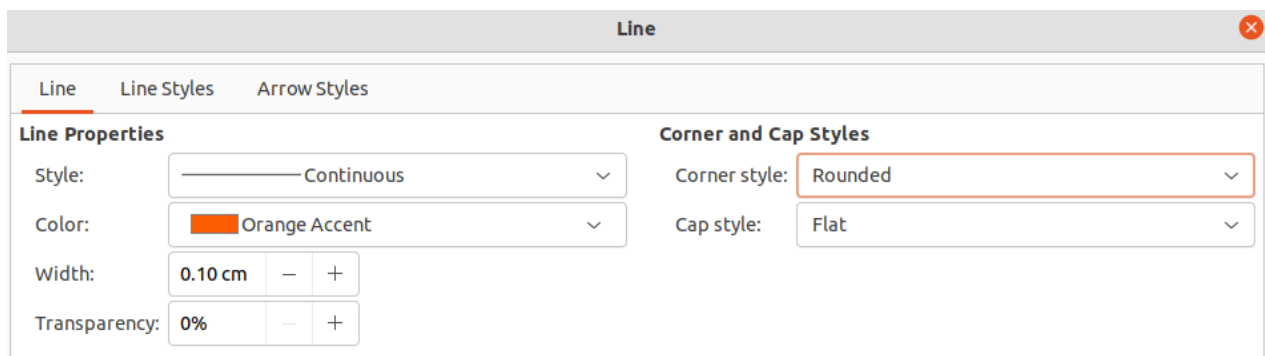 Line
Line Line Styles Arrow Styles
Line Properties
Style: Continuous
Color: Orange Accent
Width: 0.10 cm
Transparency: 0%
Corner and Cap Styles
Corner style: Rounded
Cap style: Flat